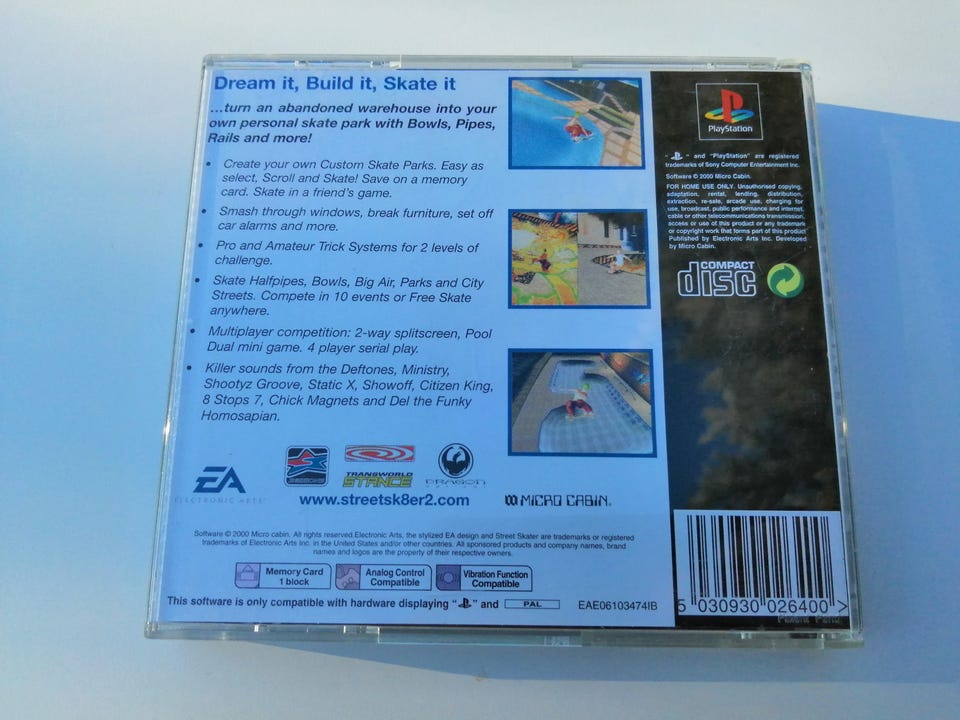 Dream it, Build it, Skate it
...turn an abandoned warehouse into your
own personal skate park with Bowls, Pipes,
Rails and more!
• Create your own Custom Skate Parks. Easy as
select, Scroll and Skate! Save on a memory
card. Skate in a friend's game.
• Smash through windows, break furniture, set off
car alarms and more.
• Pro and Amateur Trick Systems for 2 levels of
challenge.
• Skate Halfpipes, Bowls, Big Air, Parks and City
Streets. Compete in 10 events or Free Skate
anywhere.
• Multiplayer competition: 2-way splitscreen, Pool
Dual mini game. 4 player serial play.
• Killer sounds from the Deftones, Ministry,
Shootyz Groove, Static X, Showoff, Citizen King,
8 Stops 7, Chick Magnets and Del the Funky
Homosapian.
EA
ELECTRONIC ARTS
TRANSWORLD
STANCE
DRAGON
www.streetsk8er2.com
MICRO CABIN
Software © 2000 Micro cabin. All rights reserved.Electronic Arts, the stylized EA design and Street Skater are trademarks or registered
trademarks of Electronic Arts Inc. in the United States and/or other countries. All sponsored products and company names, brand
names and logos are the property of their respective owners.
Memory Card
1 block
Analog Control
Compatible
Vibration Function
Compatible
This software is only compatible with hardware displaying " " and PAL
EAE06103474IB
PlayStation
" " and "PlayStation" are registered
trademarks of Sony Computer Entertainment Inc.
Software © 2000 Micro Cabin.
FOR HOME USE ONLY. Unauthorised copying,
adaptation, rental, lending, distribution,
extraction, re-sale, arcade use, charging for
use, broadcast, public performance and internet,
cable or other telecommunications transmission,
access or use of this product or any trademark
or copyright work that forms part of this product
Published by Electronic Arts Inc. Developed
by Micro Cabin.
COMPACT
disc
5 030930 026400 >